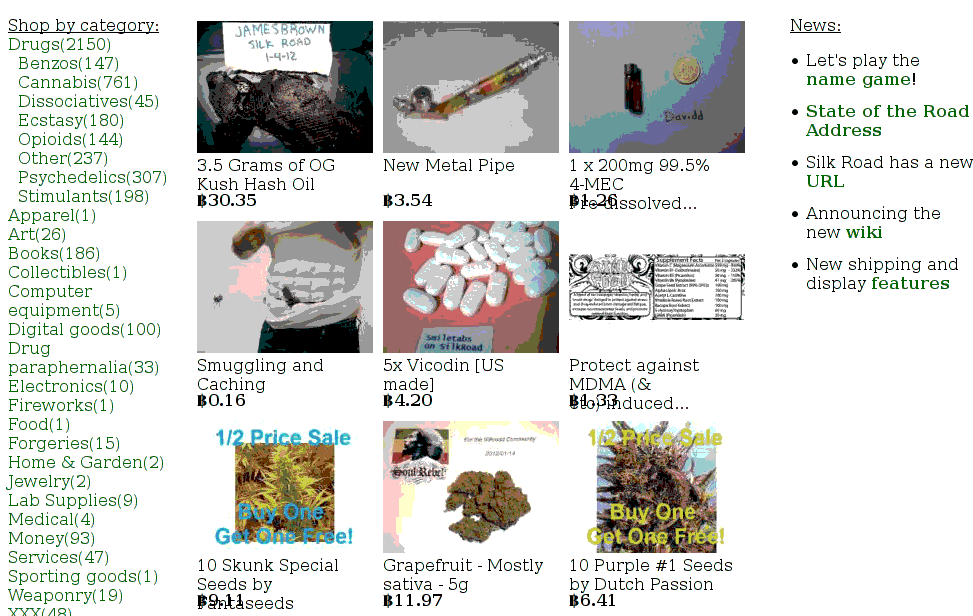 Shop by category:
Drugs(2150)
Benzos(147)
Cannabis(761)
Dissociatives(45)
Ecstasy(180)
Opioids(144)
Other(237)
Psychedelics(307)
Stimulants(198)
Apparel(1)
Art(26)
Books(186)
Collectibles(1)
Computer
equipment(5)
Digital goods(100)
Drug
paraphernalia(33)
Electronics(10)
Fireworks(1)
Food(1)
Forgeries(15)
Home & Garden(2)
Jewelry(2)
Lab Supplies(9)
Medical(4)
Money(93)
Services(47)
Sporting goods(1)
Weaponry(19)
XXX(48)
JAMESBROWN
SILK ROAD
1-4-12
3.5 Grams of OG
Kush Hash Oil
฿30.35
New Metal Pipe
฿3.54
Davidd
1 x 200mg 99.5%
4-MEC
Pre-dissolved...
฿1.26
Smuggling and
Caching
฿0.16
Smiletabs
on SilkRoad
5x Vicodin [US
made]
฿4.20
Supplement Facts
Protect against
MDMA (&
etc) induced...
฿1.33
1/2 Price Sale
Buy One
Get One Free!
10 Skunk Special
Seeds by
Fantaseeds
฿9.11
For the Silkroad Community
2012/01/14
Soul Rebel
Grapefruit - Mostly
sativa - 5g
฿11.97
1/2 Price Sale
Buy One
Get One Free!
10 Purple #1 Seeds
by Dutch Passion
฿6.41
News:
Let's play the
name game!
State of the Road
Address
Silk Road has a new
URL
Announcing the
new wiki
New shipping and
display features